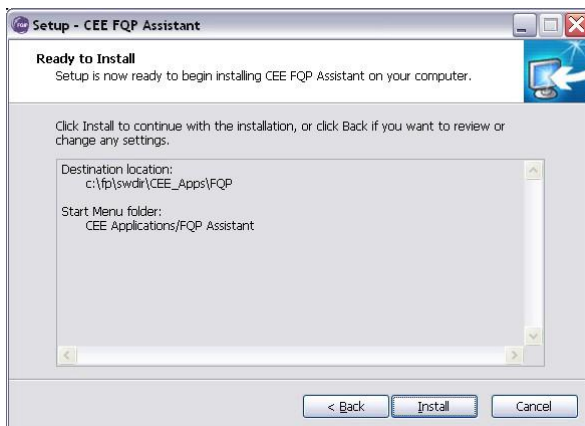 Setup - CEE FQP Assistant
Ready to Install
Setup is now ready to begin installing CEE FQP Assistant on your computer.
Click Install to continue with the installation, or click Back if you want to review or
change any settings.
Destination location:
c:\fp\swdir\CEE_Apps\FQP
Start Menu folder:
CEE Applications/FQP Assistant
< Back
Install
Cancel